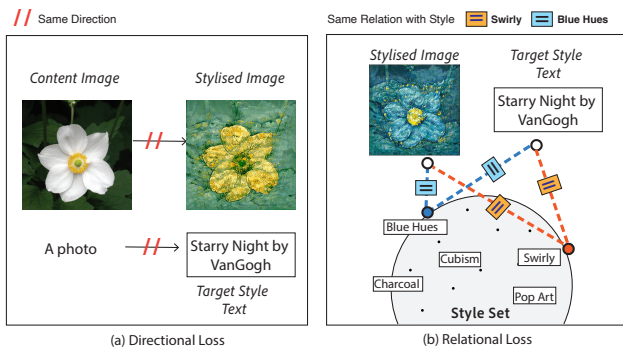 // Same Direction
Same Relation with Style
Swirly
Blue Hues
Content Image
Stylised Image
A photo
//
//
Starry Night by
VanGogh
Target Style
Text
(a) Directional Loss
Stylised Image
Target Style
Text
Starry Night by
VanGogh
Blue Hues
Cubism
Swirly
Charcoal
Pop Art
Style Set
(b) Relational Loss